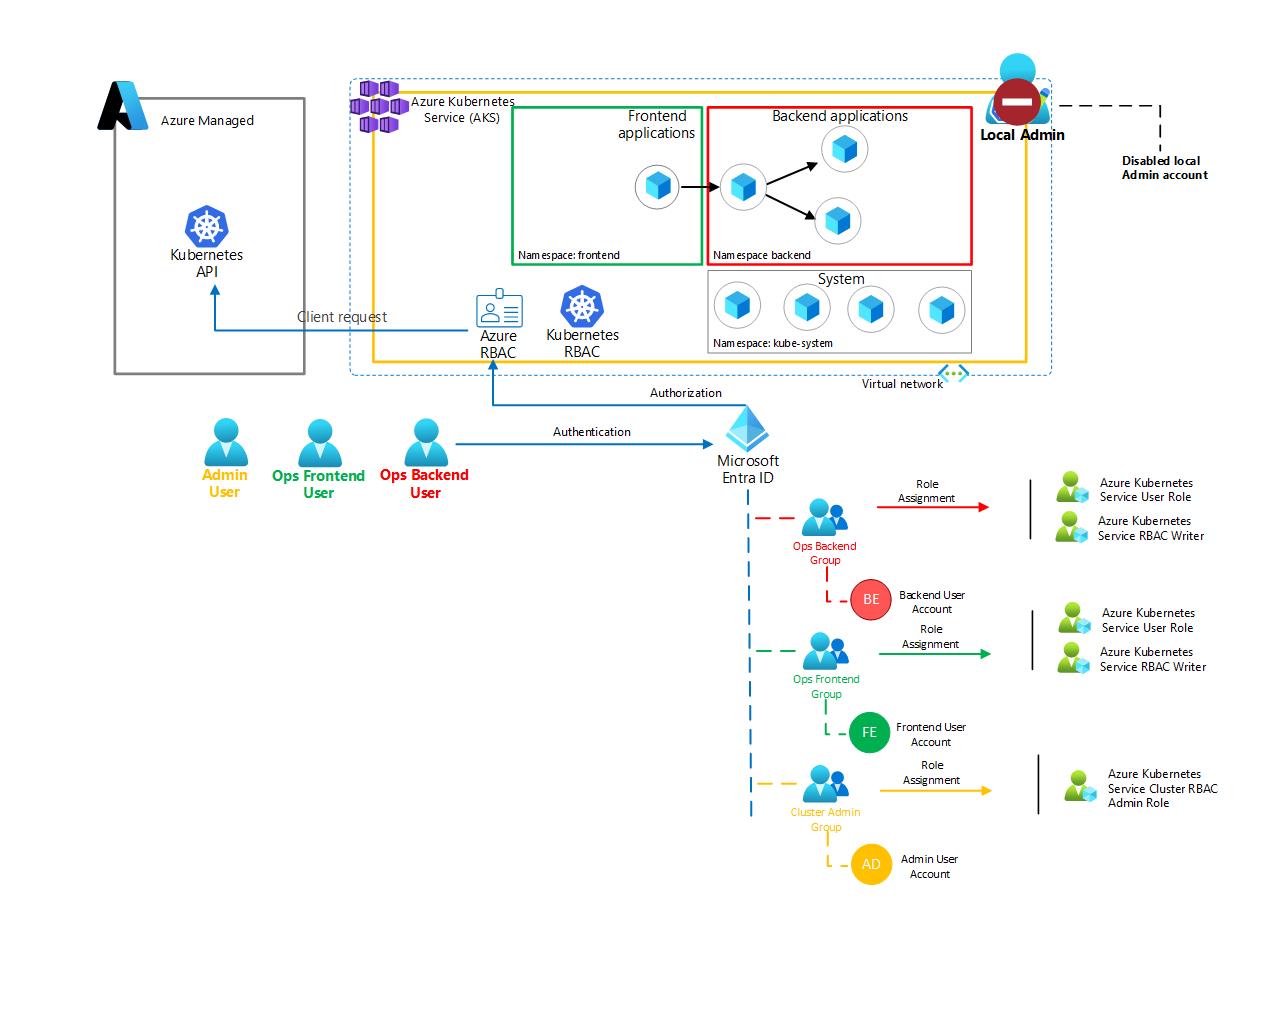 Azure Managed
Azure Kubernetes
Service (AKS)
Frontend
applications
Backend applications
Local Admin
Disabled local
Admin account
Namespace: frontend
Namespace backend
Kubernetes
API
Client request
Azure
RBAC
Kubernetes
RBAC
System
Namespace: kube-system
Virtual network
Authorization
Authentication
Admin
User
Ops Frontend
User
Ops Backend
User
Microsoft
Entra ID
Ops Backend
Group
Role
Assignment
Azure Kubernetes
Service User Role
Azure Kubernetes
Service RBAC Writer
BE
Backend User
Account
Ops Frontend
Group
Role
Assignment
Azure Kubernetes
Service User Role
Azure Kubernetes
Service RBAC Writer
FE
Frontend User
Account
Cluster Admin
Group
Role
Assignment
Azure Kubernetes
Service Cluster RBAC
Admin Role
AD
Admin User
Account